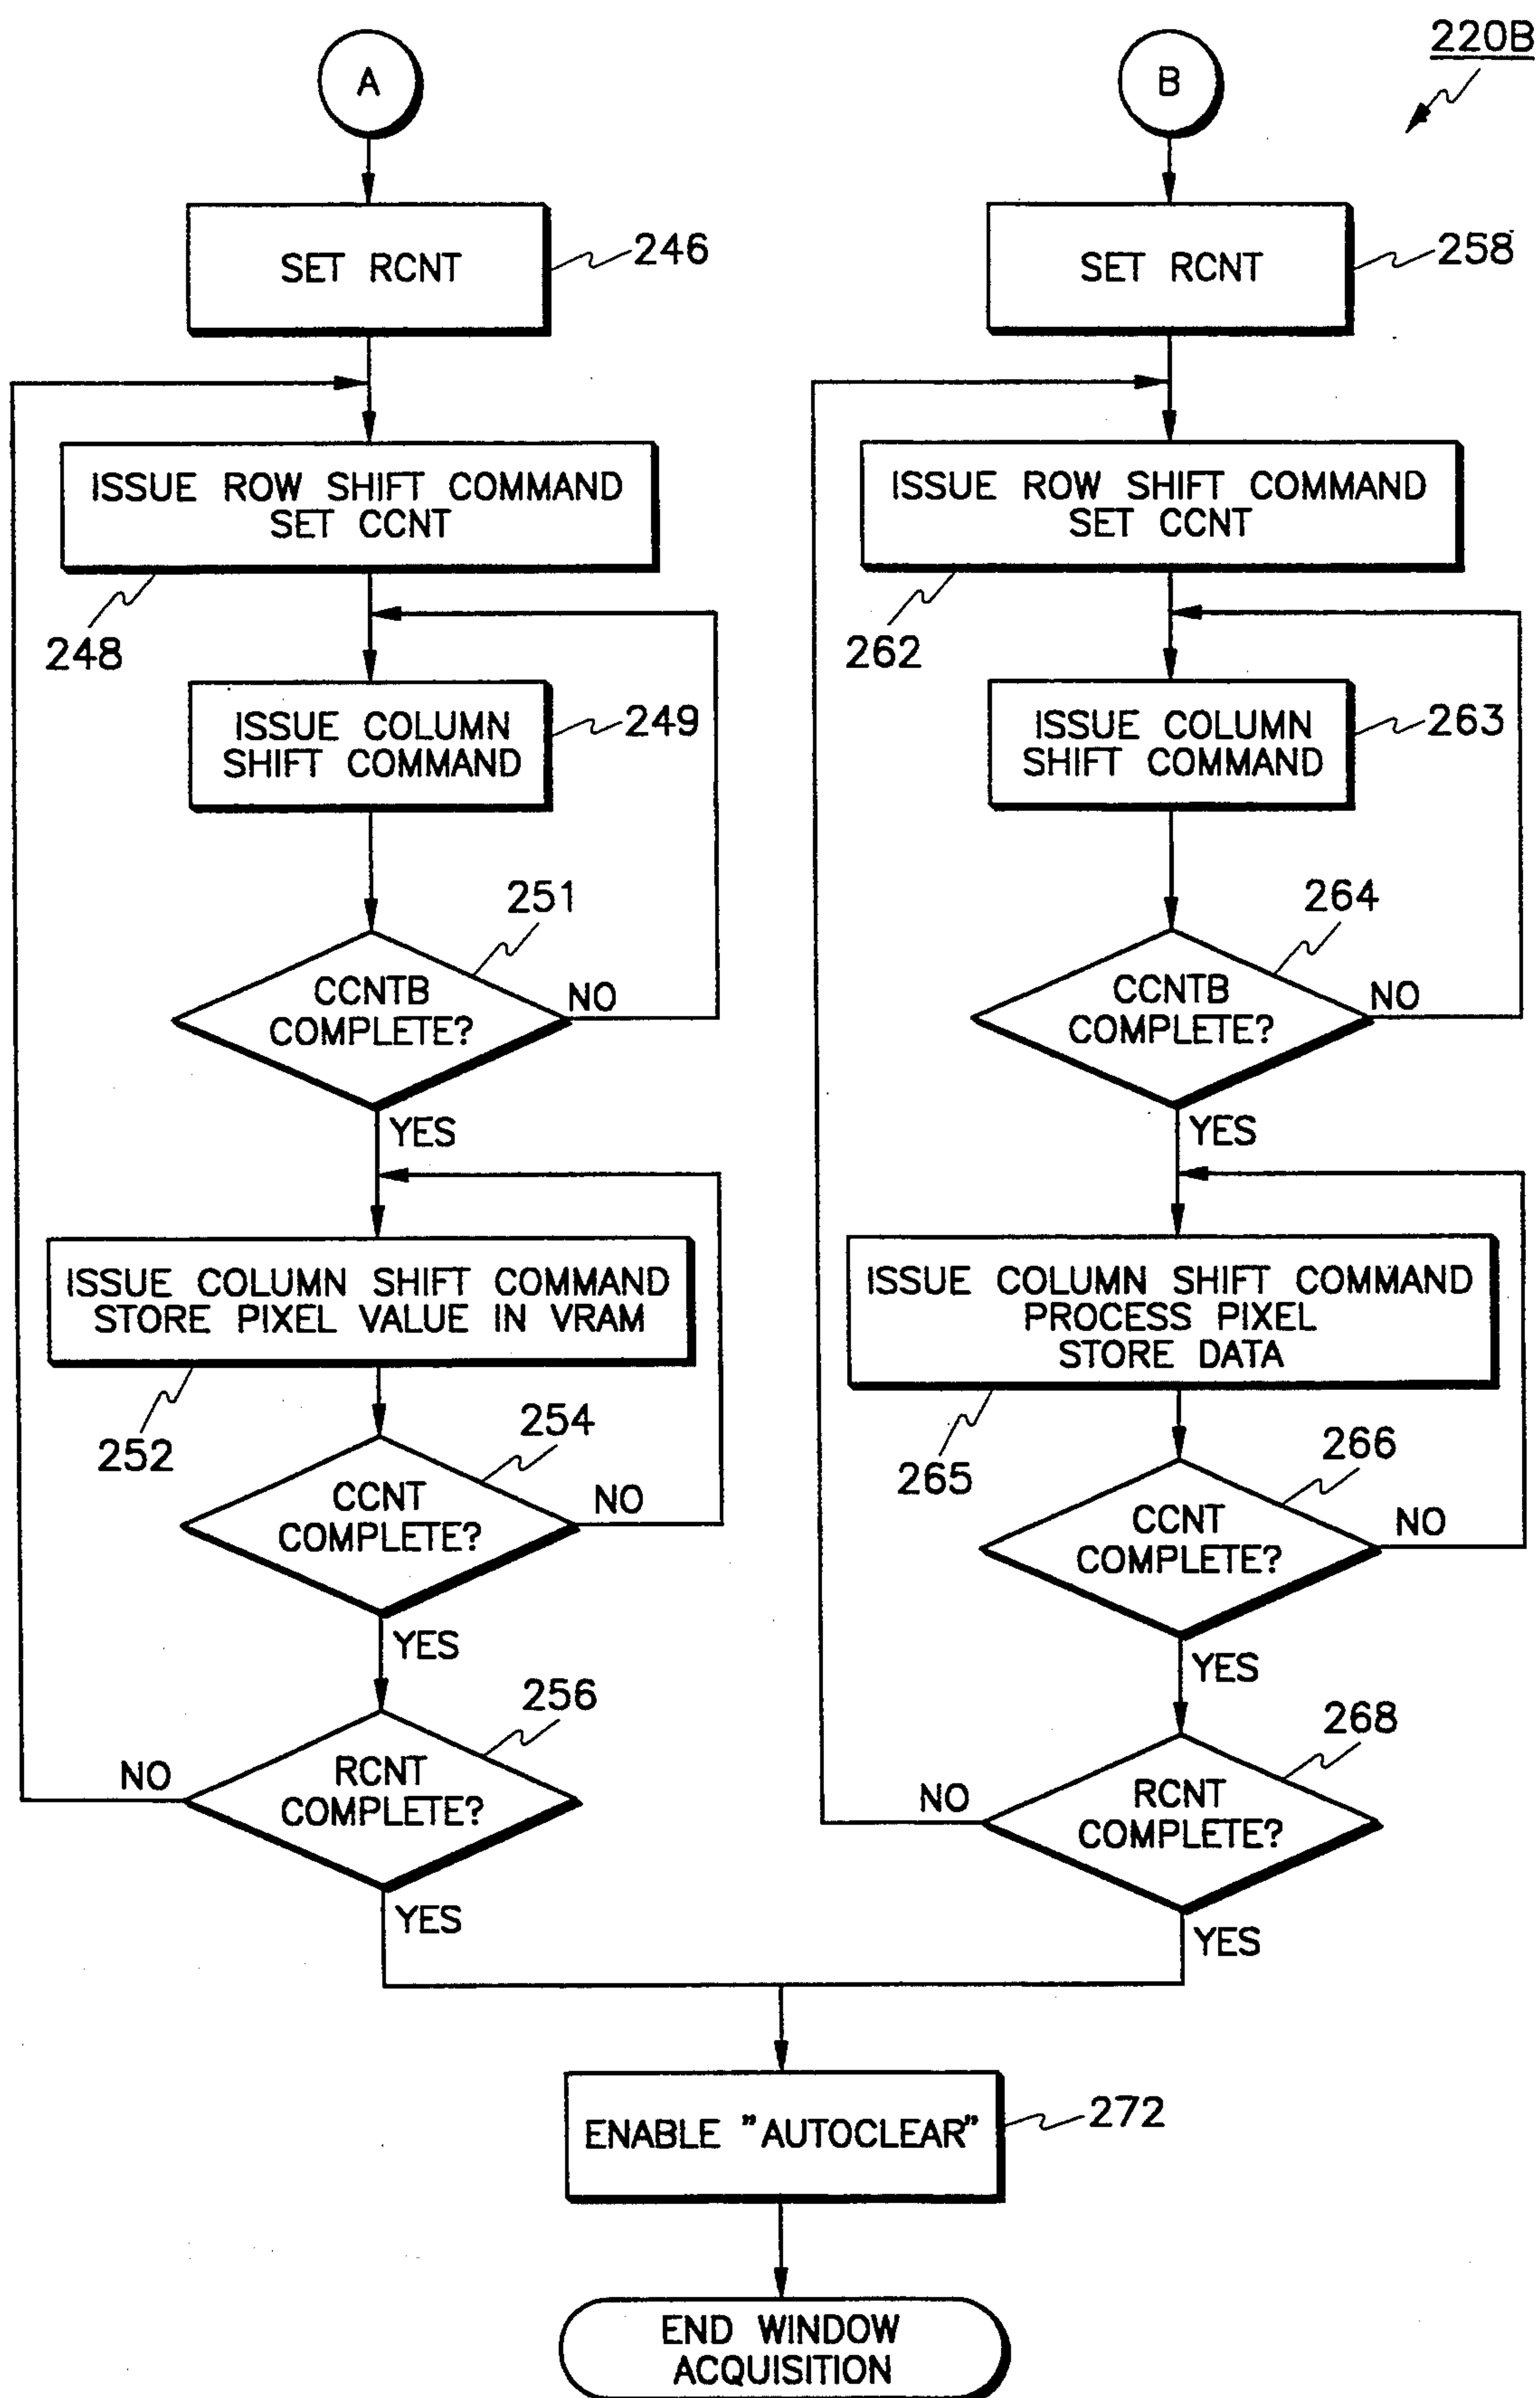 220B
A
SET RCNT
246
ISSUE ROW SHIFT COMMAND
SET CCNT
248
ISSUE COLUMN
SHIFT COMMAND
249
251
CCNTB
COMPLETE?
NO
YES
ISSUE COLUMN SHIFT COMMAND
STORE PIXEL VALUE IN VRAM
252
254
CCNT
COMPLETE?
NO
YES
256
RCNT
COMPLETE?
NO
YES
B
SET RCNT
258
ISSUE ROW SHIFT COMMAND
SET CCNT
262
ISSUE COLUMN
SHIFT COMMAND
263
264
CCNTB
COMPLETE?
NO
YES
ISSUE COLUMN SHIFT COMMAND
PROCESS PIXEL
STORE DATA
265
266
CCNT
COMPLETE?
NO
YES
268
RCNT
COMPLETE?
NO
YES
ENABLE "AUTOCLEAR"
272
END WINDOW
ACQUISITION